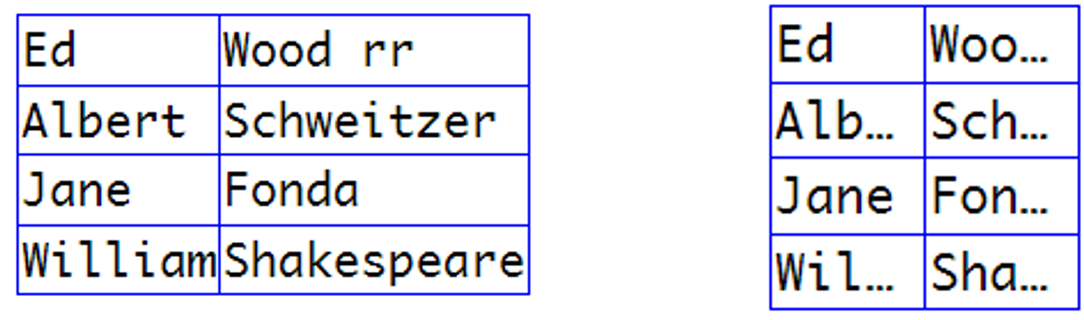 Ed Wood rr
Albert Schweitzer
Jane Fonda
William Shakespeare
Ed Woo…
Alb… Sch…
Jane Fon…
Wil… Sha…